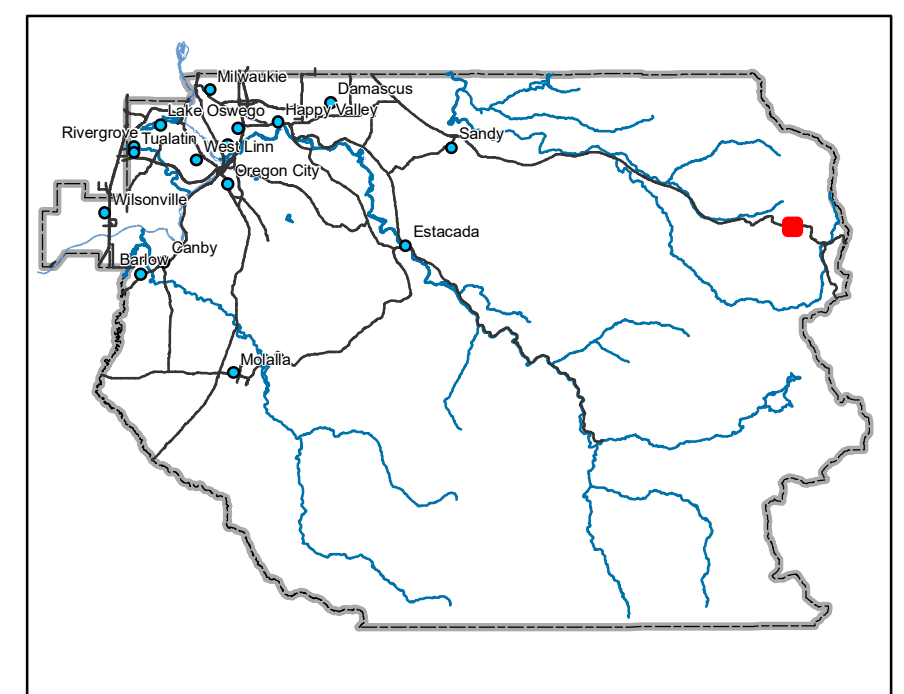 Milwaukie
Damascus
Lake Oswego
Happy Valley
Rivergrove
Tualatin
West Linn
Sandy
Oregon City
Wilsonville
Estacada
Canby
Barlow
Molalla